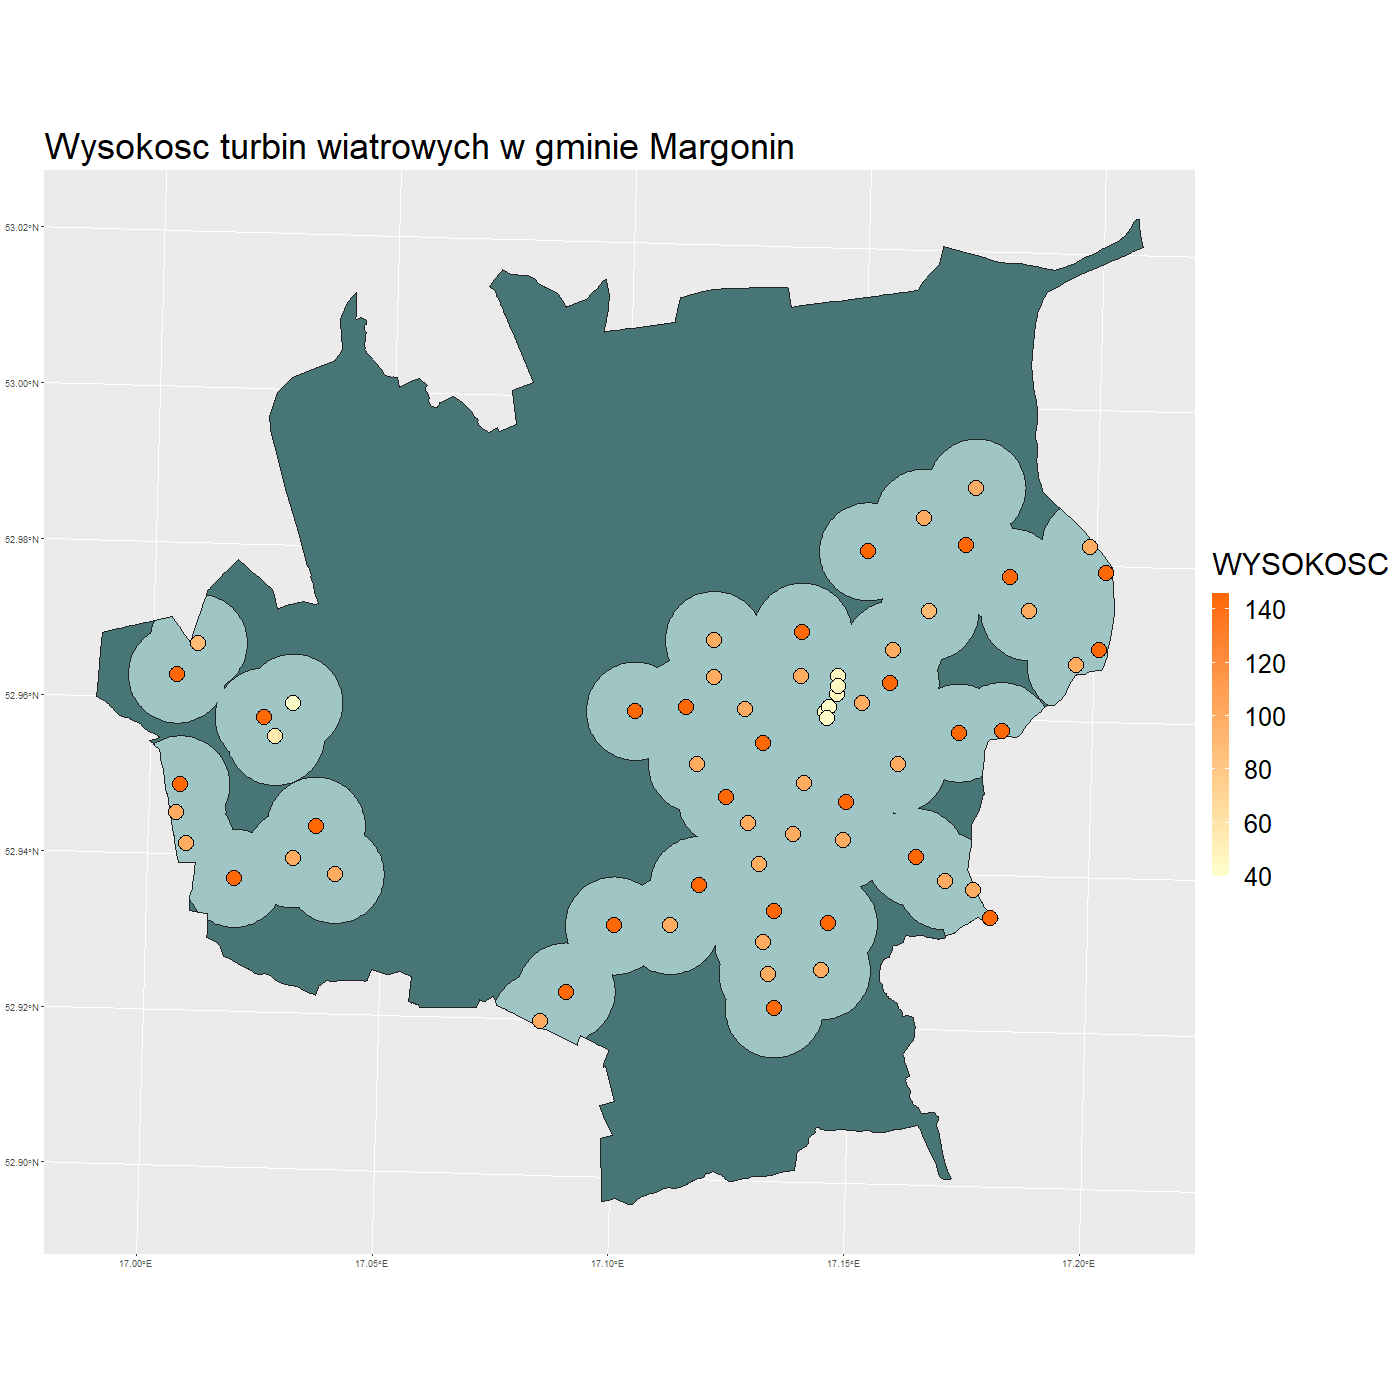 Wysokosc turbin wiatrowych w gminie Margonin
53.02°N
53.00°N
52.98°N
52.96°N
52.94°N
52.92°N
52.90°N
17.00°E
17.05°E
17.10°E
17.15°E
17.20°E
WYSOKOSC
140
120
100
80
60
40